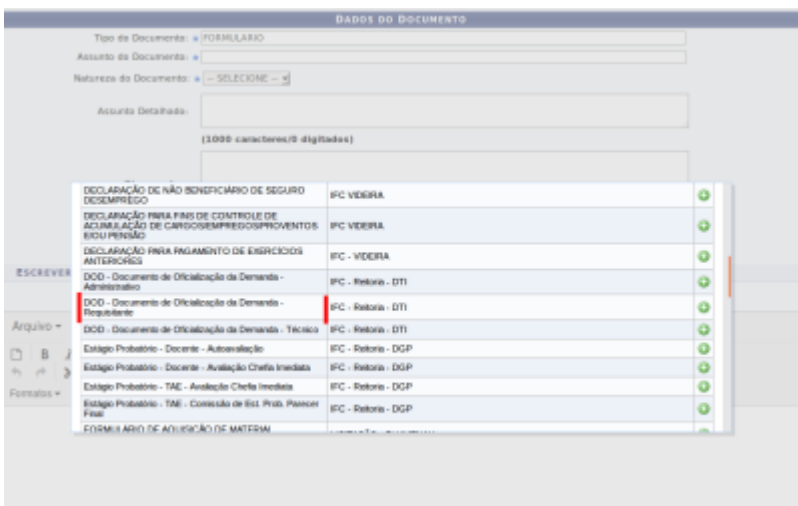 DADOS DO DOCUMENTO
Tipo do Documento: FORMULARIO
Assunto do Documento:
Natureza do Documento: -- SELECIONE --
Assunto Detalhado:
(1000 caracteres/0 digitados)
DECLARAÇÃO DE NÃO BENEFICIÁRIO DE SEGURO
DESEMPREGO
IFC VIDEIRA
DECLARAÇÃO PARA FINS DE CONTROLE DE
ACUMULAÇÃO DE CARGOS/EMPREGOS/PROVENTOS
E/OU PENSÃO
IFC VIDEIRA
DECLARAÇÃO PARA PAGAMENTO DE EXERCICIOS
ANTERIORES
IFC - VIDEIRA
DOD - Documento de Oficialização da Demanda -
Administrativo
IFC - Reitoria - DTI
DOD - Documento de Oficialização da Demanda -
Requisitante
IFC - Reitoria - DTI
DOD - Documento de Oficialização da Demanda - Técnico IFC - Reitoria - DTI
Estágio Probatório - Docente - Autoavaliação IFC - Reitoria - DGP
Estágio Probatório - Docente - Avaliação Chefia Imediata IFC - Reitoria - DGP
Estágio Probatório - TAE - Avaliação Chefia Imediata IFC - Reitoria - DGP
Estágio Probatório - TAE - Comissão de Est. Prob. Parecer
Final
IFC - Reitoria - DGP
FORMULÁRIO DE AQUISIÇÃO DE MATERIAL
ESCREVER
Arquivo
B
Formatos